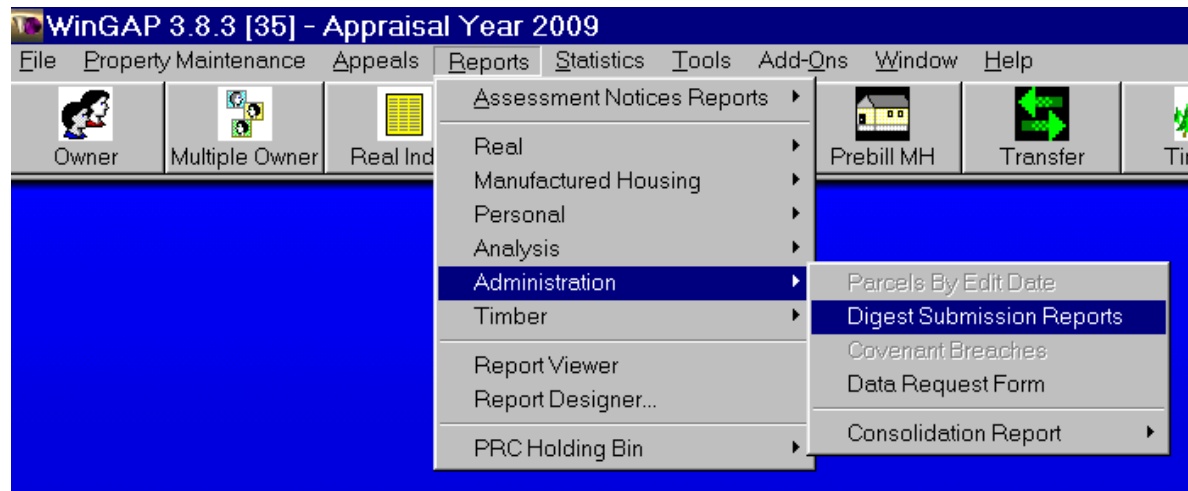 WinGAP 3.8.3 [35] - Appraisal Year 2009
File Property Maintenance Appeals Reports Statistics Tools Add-Ons Window Help
Owner Multiple Owner Real Ind Prebill MH Transfer
Assessment Notices Reports
Real
Manufactured Housing
Personal
Analysis
Administration
Timber
Report Viewer
Report Designer...
PRC Holding Bin
Parcels By Edit Date
Digest Submission Reports
Covenant Breaches
Data Request Form
Consolidation Report